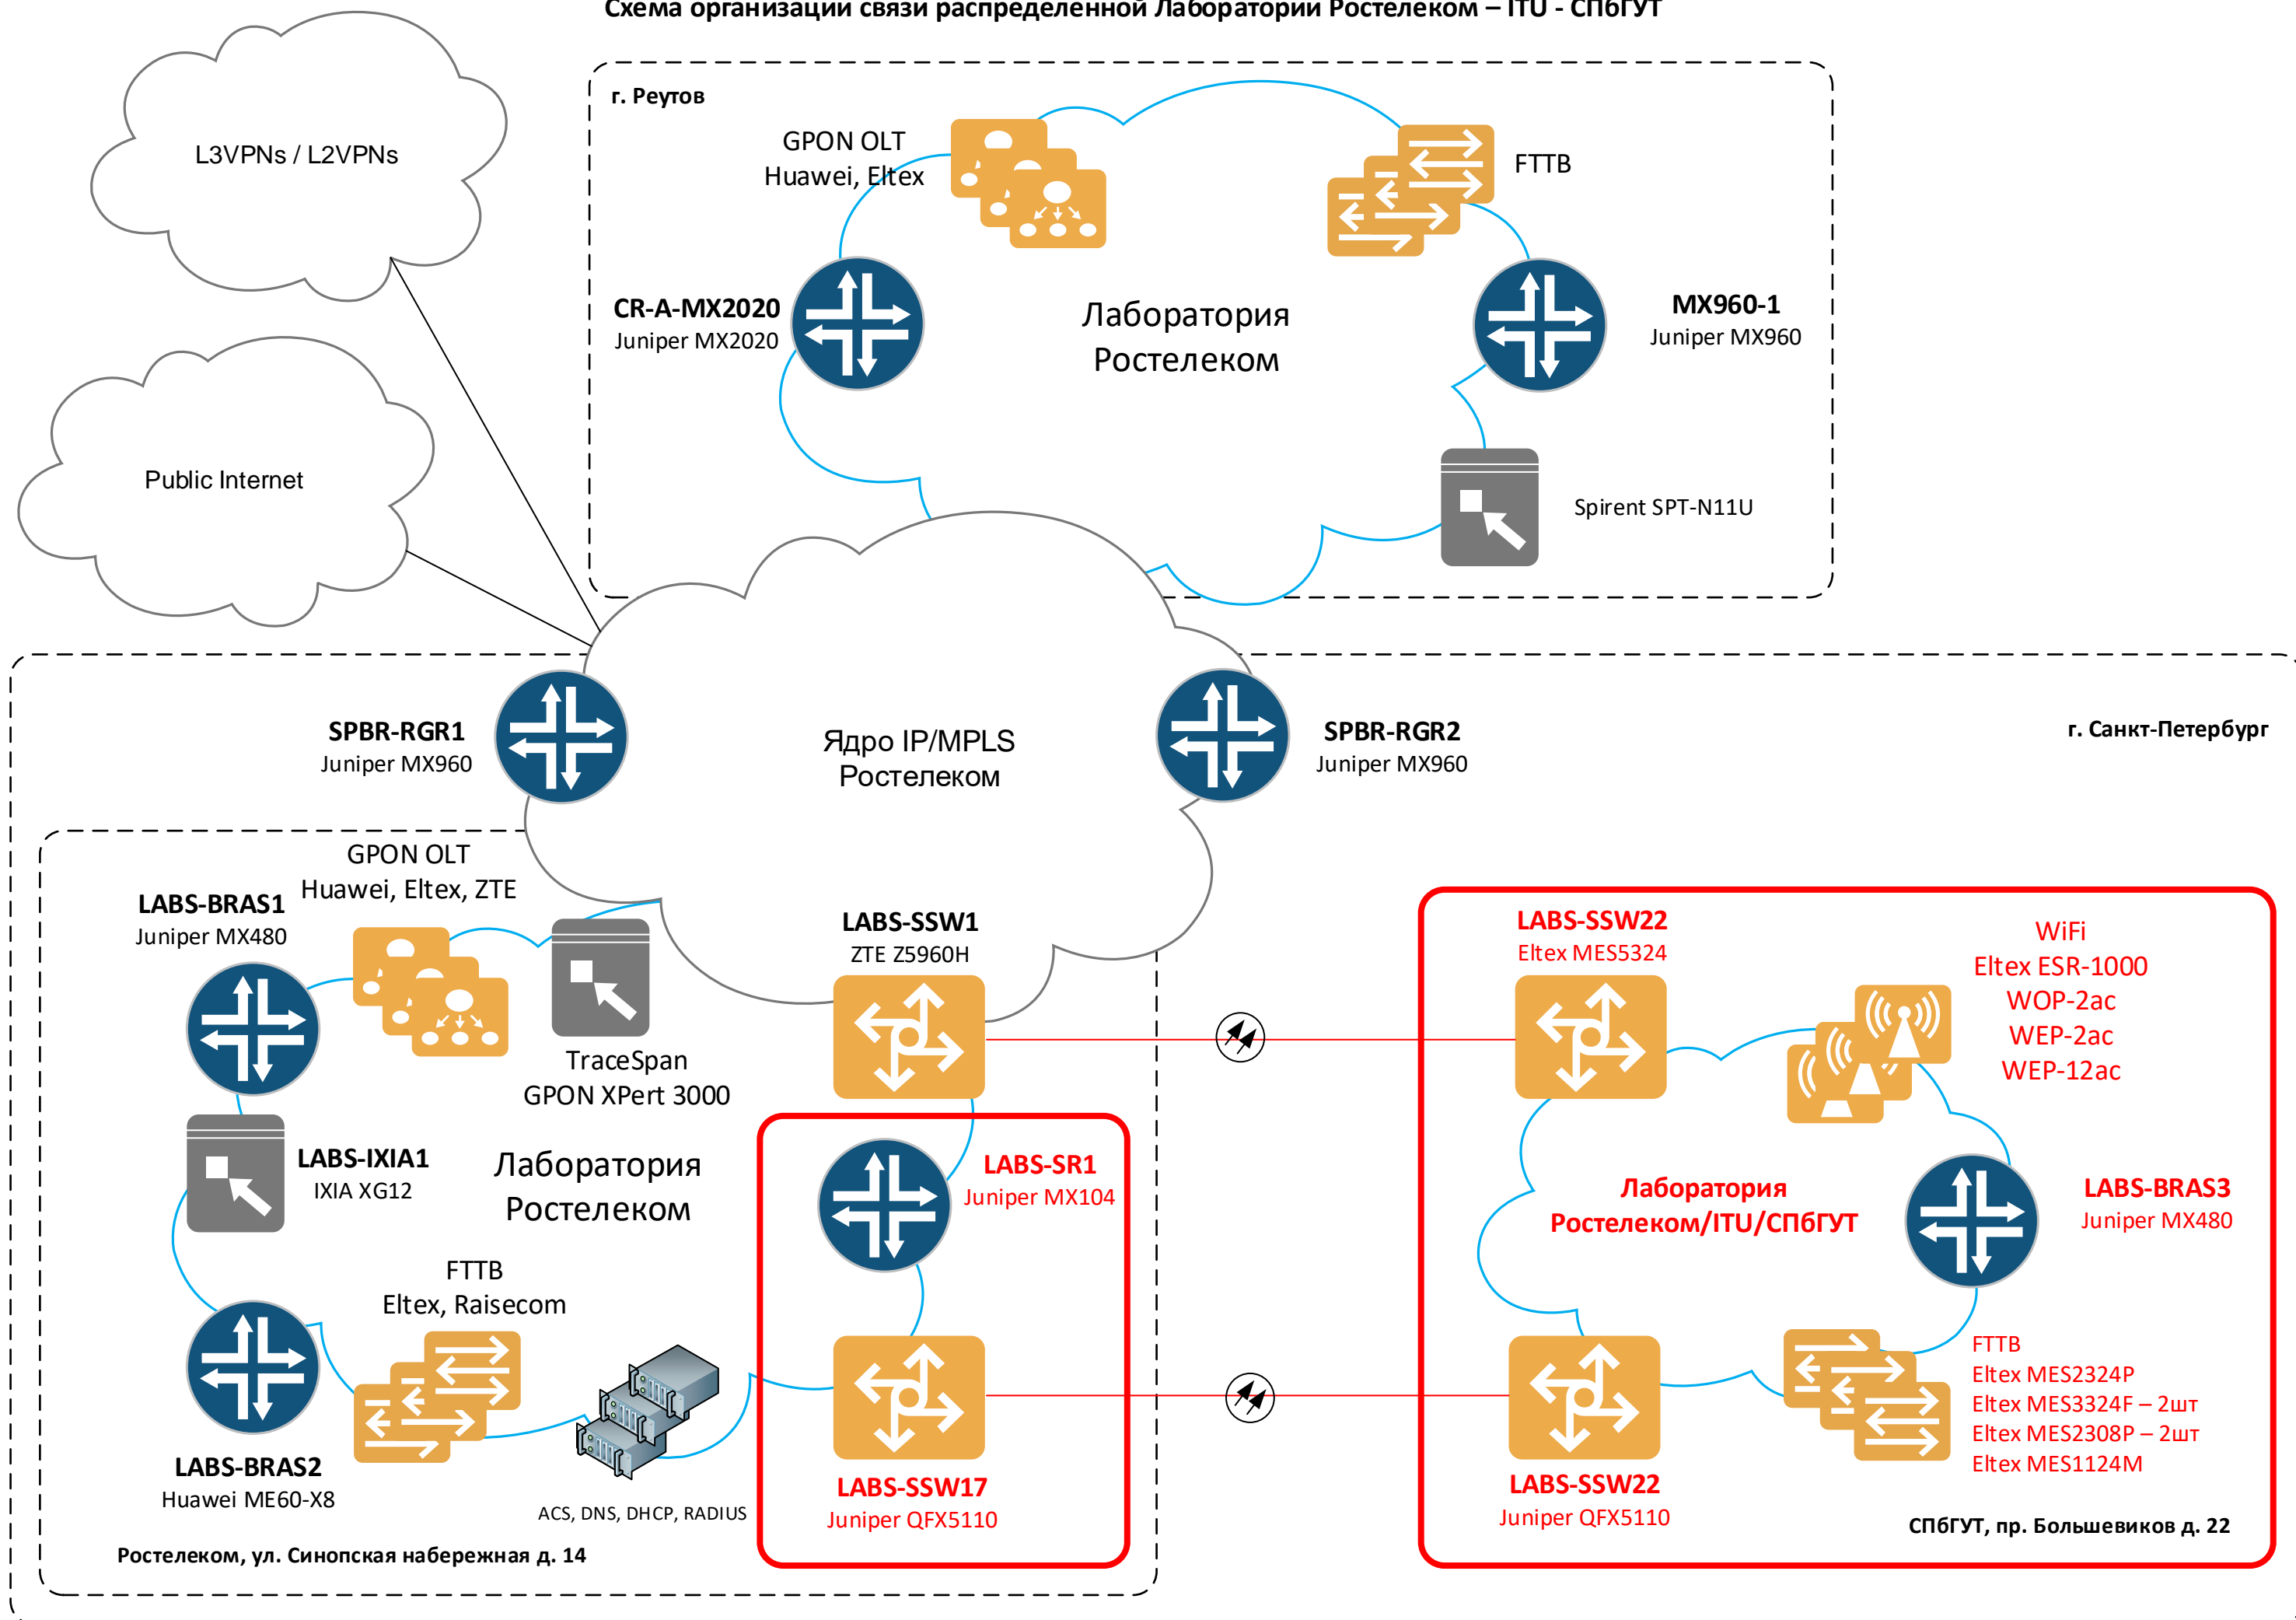 Схема организации связи распределенной Лаборатории Ростелеком – ITU - СПбГУТ
г. Реутов
L3VPNs / L2VPNs
GPON OLT
Huawei, Eltex
FTTB
CR-A-MX2020
Juniper MX2020
Лаборатория
Ростелеком
MX960-1
Juniper MX960
Public Internet
Spirent SPT-N11U
SPBR-RGR1
Juniper MX960
Ядро IP/MPLS
Ростелеком
SPBR-RGR2
Juniper MX960
г. Санкт-Петербург
GPON OLT
Huawei, Eltex, ZTE
LABS-BRAS1
Juniper MX480
TraceSpan
GPON XPert 3000
LABS-SSW1
ZTE Z5960H
LABS-IXIA1
IXIA XG12
Лаборатория
Ростелеком
LABS-SR1
Juniper MX104
FTTB
Eltex, Raisecom
LABS-BRAS2
Huawei ME60-X8
ACS, DNS, DHCP, RADIUS
LABS-SSW17
Juniper QFX5110
Ростелеком, ул. Синопская набережная д. 14
LABS-SSW22
Eltex MES5324
WiFi
Eltex ESR-1000
WOP-2ac
WEP-2ac
WEP-12ac
Лаборатория
Ростелеком/ITU/СПбГУТ
LABS-BRAS3
Juniper MX480
FTTB
Eltex MES2324P
Eltex MES3324F – 2шт
Eltex MES2308P – 2шт
Eltex MES1124M
LABS-SSW22
Juniper QFX5110
СПбГУТ, пр. Большевиков д. 22